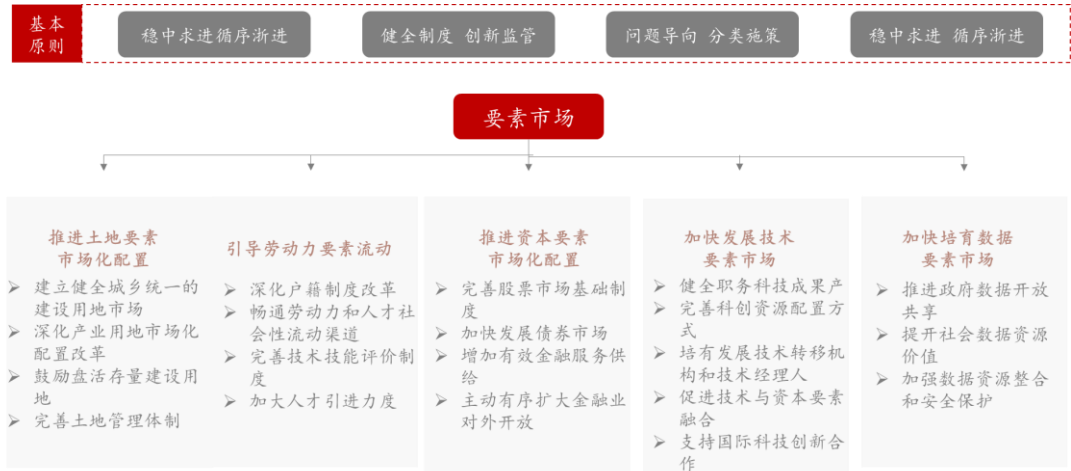 基本
原则
稳中求进循序渐进
健全制度 创新监管
问题导向 分类施策
稳中求进 循序渐进
要素市场
推进土地要素
市场化配置
➢ 建立健全城乡统一的
建设用地市场
➢ 深化产业用地市场化
配置改革
➢ 鼓励盘活存量建设用
地
➢ 完善土地管理体制
引导劳动力要素流动
➢ 深化户籍制度改革
➢ 畅通劳动力和人才社
会性流动渠道
➢ 完善技术技能评价制
度
➢ 加大人才引进力度
推进资本要素
市场化配置
➢ 完善股票市场基础制
度
➢ 加快发展债券市场
➢ 增加有效金融服务供
给
➢ 主动有序扩大金融业
对外开放
加快发展技术
要素市场
➢ 健全职务科技成果产
➢ 完善科创资源配置方
式
➢ 培育发展技术转移机
构和技术经理人
➢ 促进技术与资本要素
融合
➢ 支持国际科技创新合
作
加快培育数据
要素市场
➢ 推进政府数据开放
共享
➢ 提升社会数据资源
价值
➢ 加强数据资源整合
和安全保护